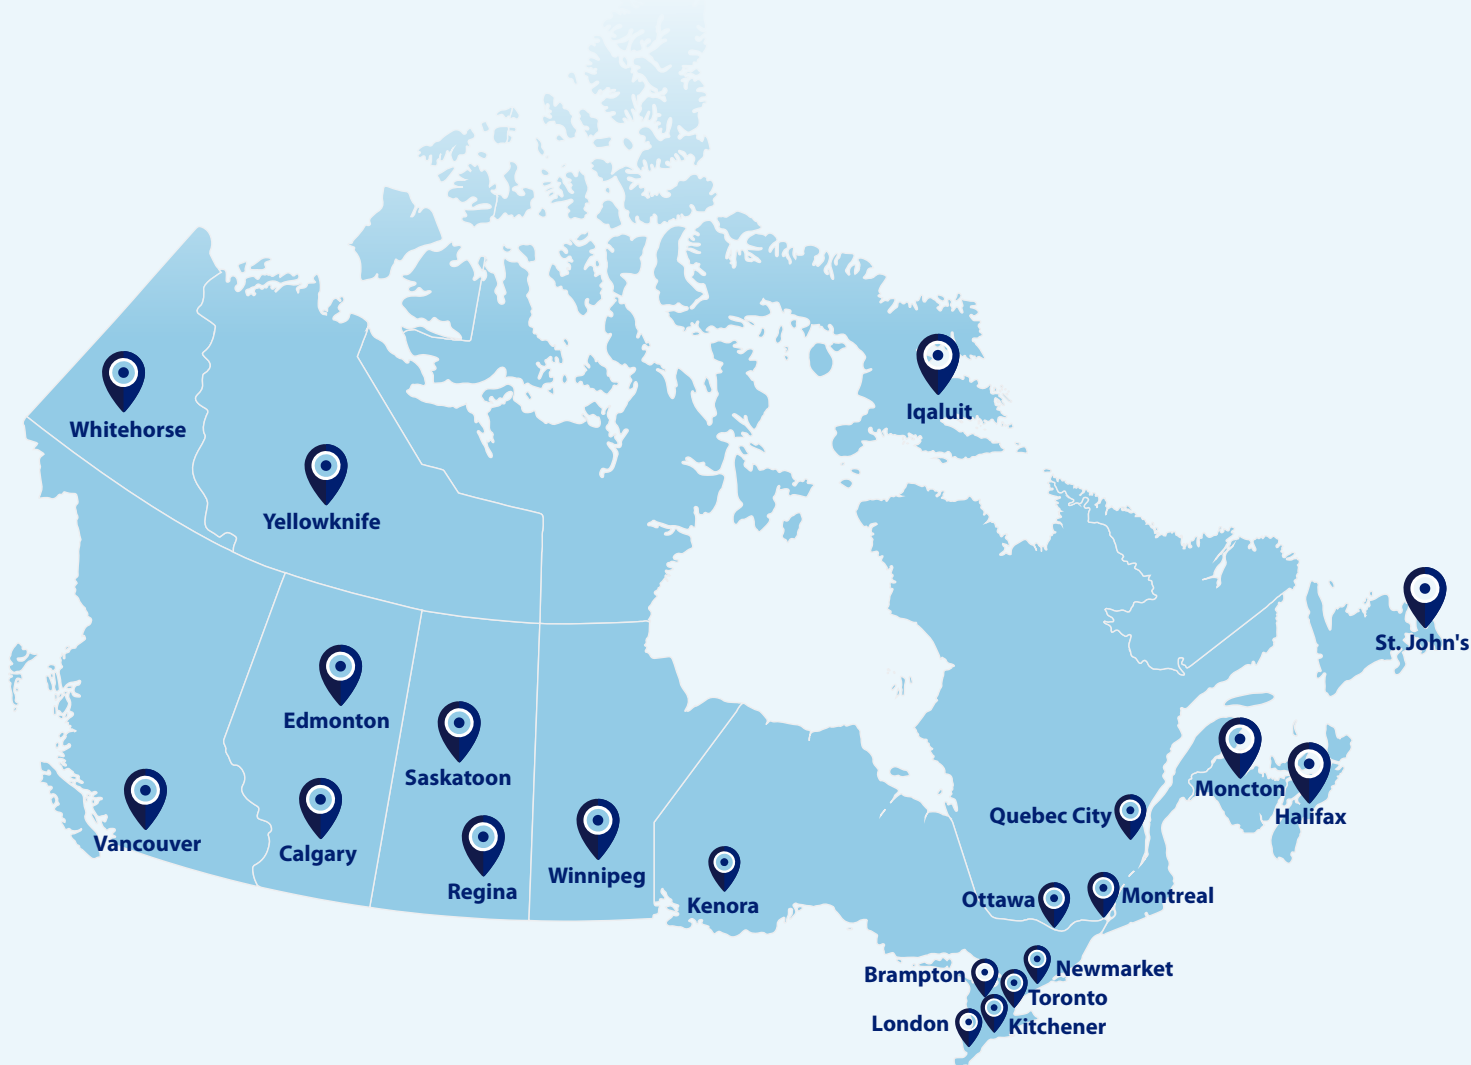 Iqaluit
Whitehorse
Yellowknife
St. John's
Edmonton
Saskatoon
Moncton
Quebec City
Halifax
Vancouver
Calgary
Winnipeg
Regina
Kenora
Ottawa
Montreal
Brampton
Newmarket
Toronto
London
Kitchener